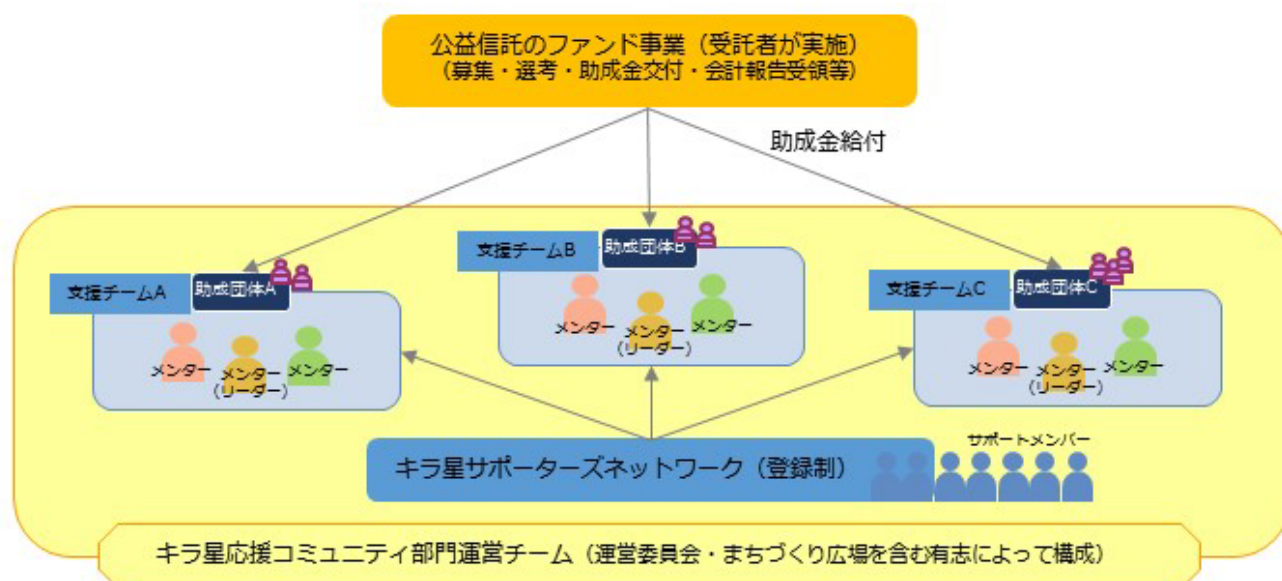 公益信託のファンド事業（受託者が実施）
（募集・選考・助成金交付・会計報告受領等）
助成金給付
支援チームA
助成団体A
メンター
メンター
（リーダー）
メンター
支援チームB
助成団体B
メンター
メンター
（リーダー）
メンター
支援チームC
助成団体C
メンター
メンター
（リーダー）
メンター
サポートメンバー
キラ星サポーターズネットワーク（登録制）
キラ星応援コミュニティ部門運営チーム（運営委員会・まちづくり広場を含む有志によって構成）